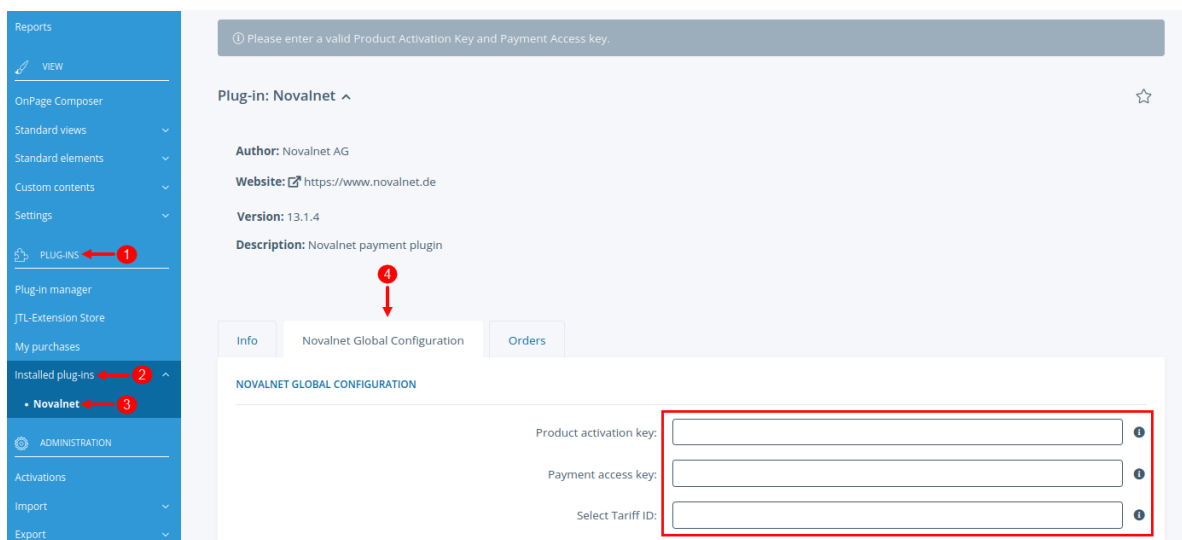 Reports
VIEW
OnPage Composer
Standard views
Standard elements
Custom contents
Settings
PLUG-INS
1
Plug-in manager
JTL-Extension Store
My purchases
Installed plug-ins
2
• Novalnet
3
ADMINISTRATION
Activations
Import
Export
Please enter a valid Product Activation Key and Payment Access key.
Plug-in: Novalnet
Author: Novalnet AG
Website: https://www.novalnet.de
Version: 13.1.4
Description: Novalnet payment plugin
4
Info Novalnet Global Configuration Orders
NOVALNET GLOBAL CONFIGURATION
Product activation key:
Payment access key:
Select Tariff ID: